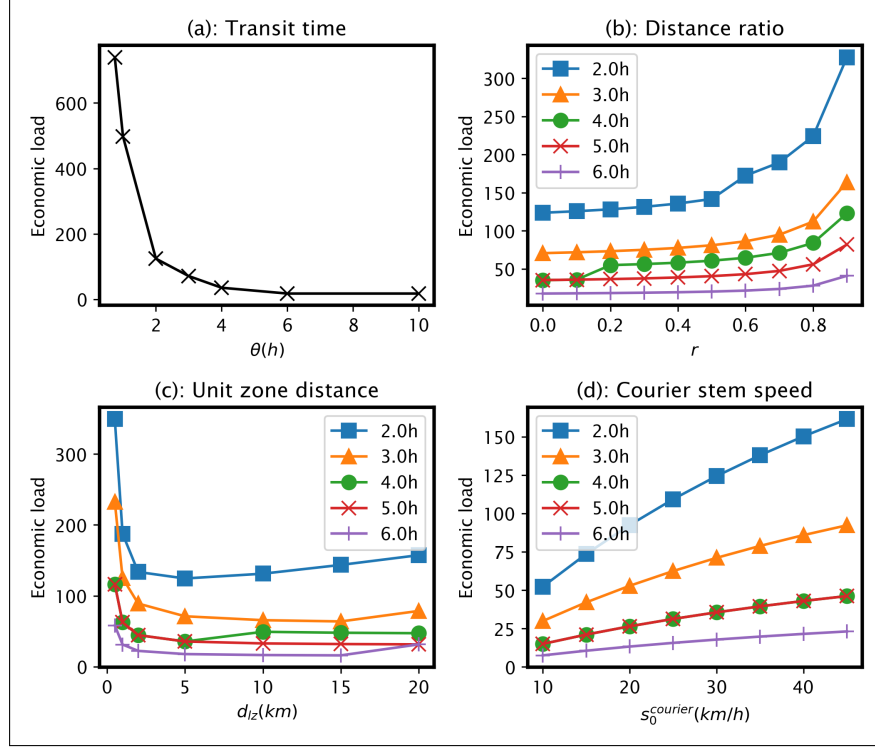 (a): Transit time
Economic load
600
400
200
0
2
4
6
8
10
θ(h)
(b): Distance ratio
Economic load
300
250
200
150
100
50
2.0h
3.0h
4.0h
5.0h
6.0h
0.0
0.2
0.4
0.6
0.8
r
(c): Unit zone distance
Economic load
300
200
100
0
2.0h
3.0h
4.0h
5.0h
6.0h
0
5
10
15
20
d_{lz}(km)
(d): Courier stem speed
Economic load
150
125
100
75
50
25
0
2.0h
3.0h
4.0h
5.0h
6.0h
10
20
30
40
s_0^{courier}(km/h)